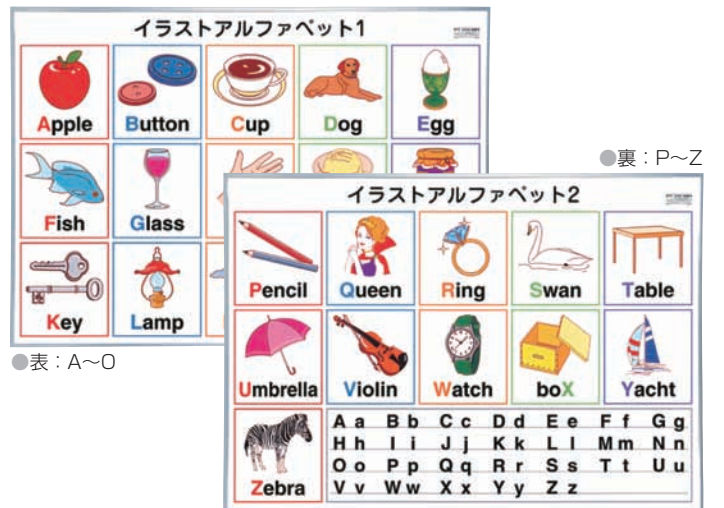 イラストアルファベット1
Apple Button Cup Dog Egg
Fish Glass
Key Lamp
●表：A～O
●裏：P～Z
イラストアルファベット2
Pencil Queen Ring Swan Table
Umbrella Violin Watch boX Yacht
Zebra
A a B b C c D d E e F f G g
H h I i J j K k L l M m N n
O o P p Q q R r S s T t U u
V v W w X x Y y Z z